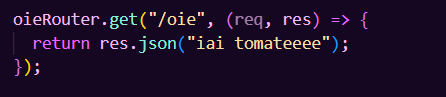 oieRouter.get("/oie", (req, res) => {
  return res.json("iai tomateeee");
});